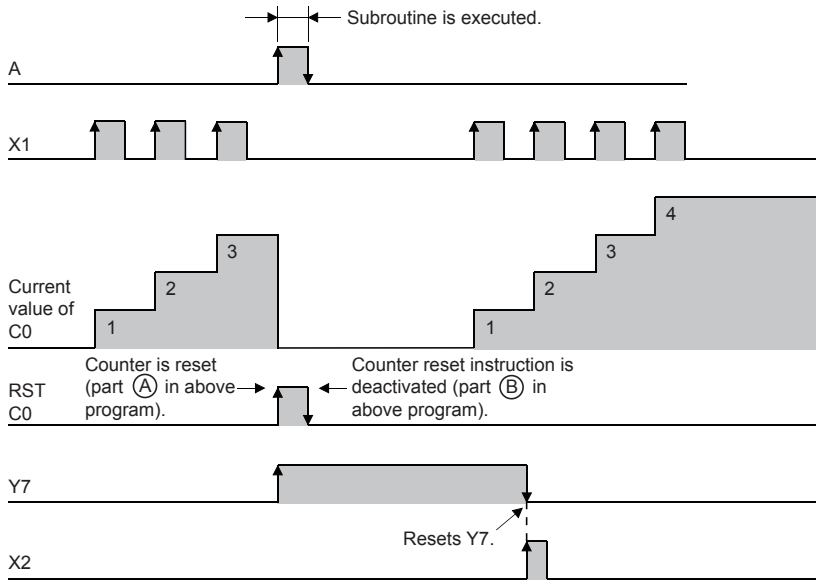 Subroutine is executed.
A
X1
1
2
3
1
2
3
4
Current
value of
C0
Counter is reset
(part Ⓐ in above
program).
Counter reset instruction is
deactivated (part Ⓑ in
above program).
RST
C0
Y7
Resets Y7.
X2